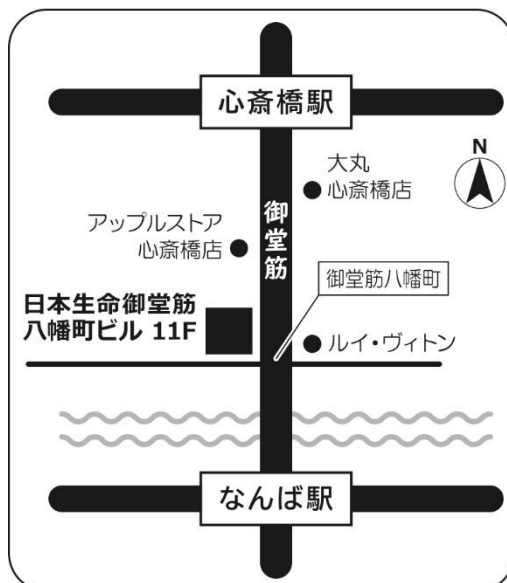 心斎橋駅
N
大丸
心斎橋店
御堂筋
アップルストア
心斎橋店
御堂筋八幡町
日本生命御堂筋
八幡町ビル 11F
ルイ・ヴィトン
なんば駅